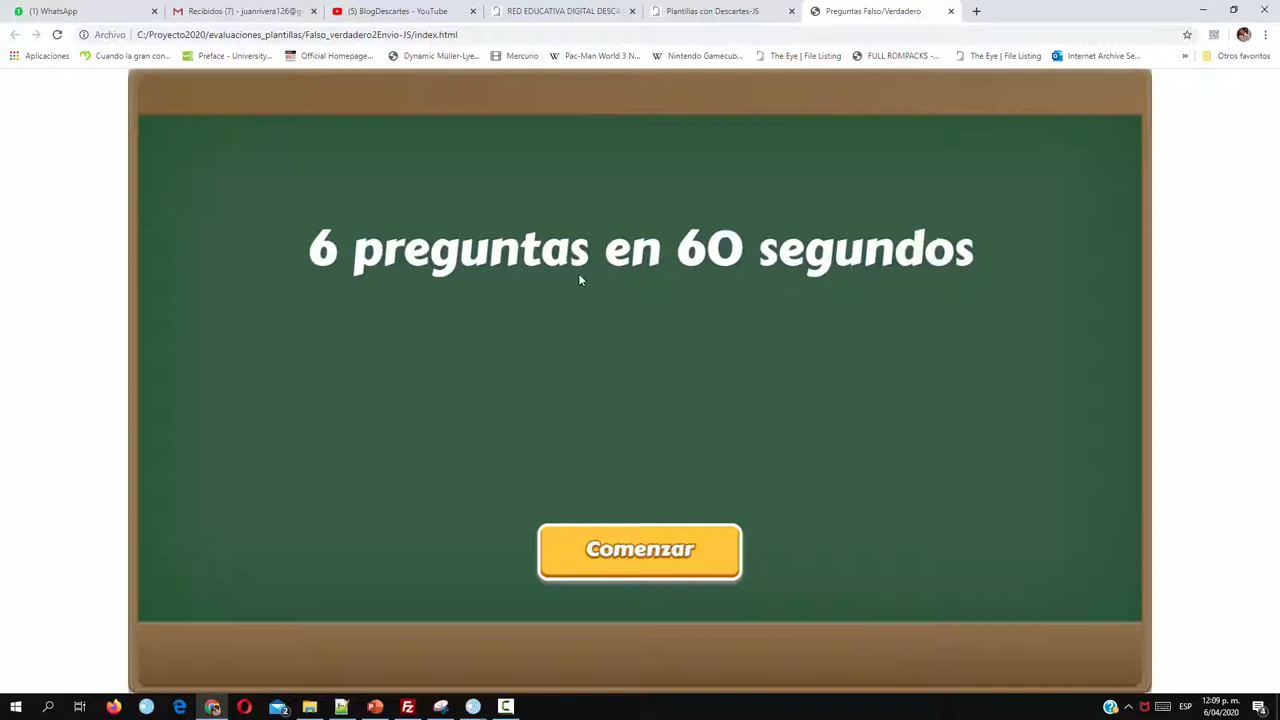 (1) WhatsApp
Recibidos (7) - juanrivera126@g
(5) BlogDescartes - YouTube
RED EDUCATIVA DIGITAL DESCA
Plantillas con Descartes-JS
Preguntas Falso/Verdadero
Archivo
C:/Proyecto2020/evaluaciones_plantillas/Falso_verdadero2Envio-JS/index.html
Aplicaciones
Cuando la gran con...
Preface - University...
Official Homepage...
Dynamic Müller-Lye...
Mercurio
Pac-Man World 3 N...
Nintendo Gamecub...
The Eye | File Listing
FULL ROMPACKS -...
The Eye | File Listing
Internet Archive Se...
»
Otros favoritos
6 preguntas en 60 segundos
Comenzar
ESP
12:09 p. m.
6/04/2020